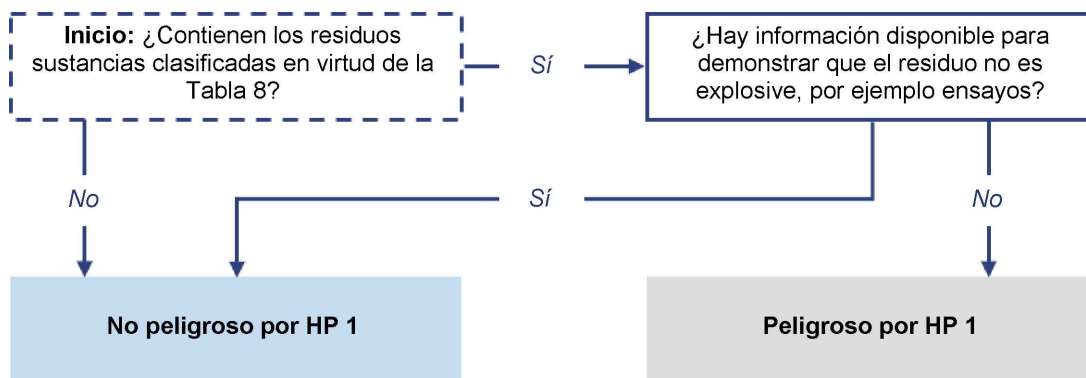 Inicio: ¿Contienen los residuos
sustancias clasificadas en virtud de la
Tabla 8?
Sí
¿Hay información disponible para
demonstrar que el residuo no es
explosive, por ejemplo ensayos?
No
Sí
No
No peligroso por HP 1
Peligroso por HP 1